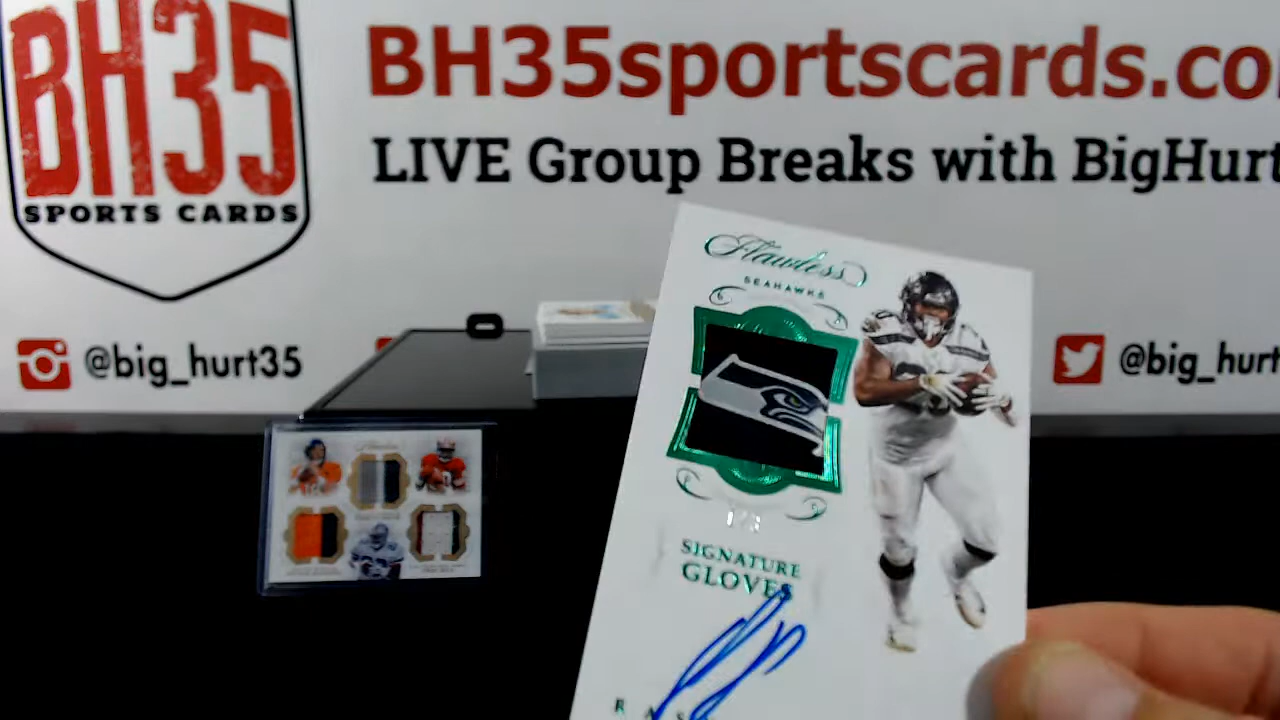 BH35
SPORTS CARDS
BH35sportscards.co
LIVE Group Breaks with BigHurt
@big_hurt35
@big_hurt
Flawless
SEAHAWKS
SIGNATURE
GLOVES
R A S